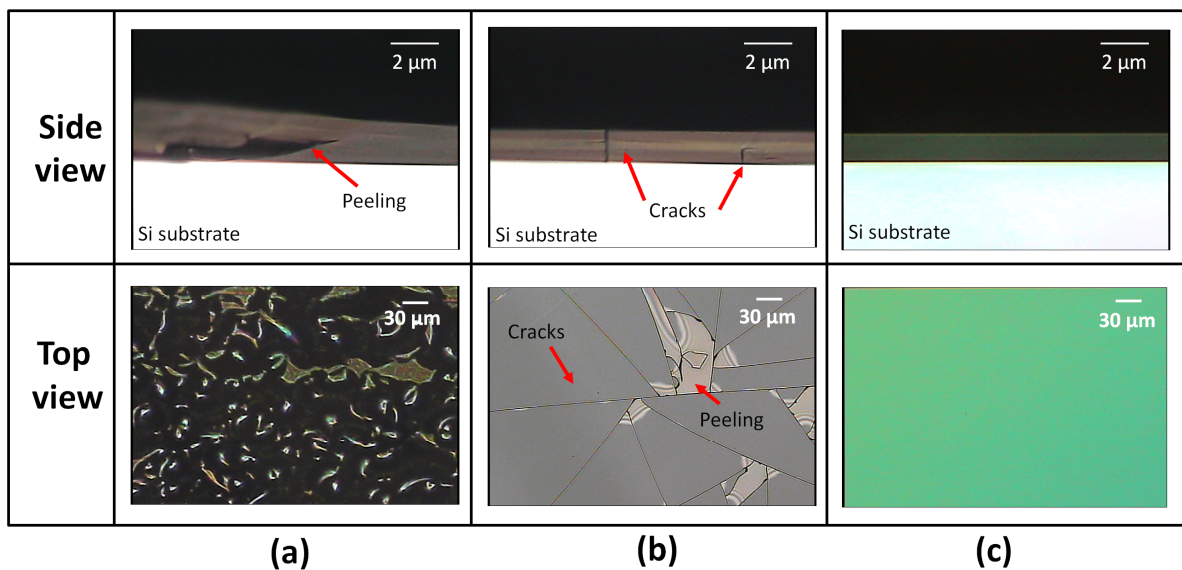 Side
view
2 µm
Peeling
Si substrate
2 µm
Cracks
Si substrate
2 µm
Si substrate
Top
view
30 µm
30 µm
Cracks
Peeling
30 µm
(a)
(b)
(c)